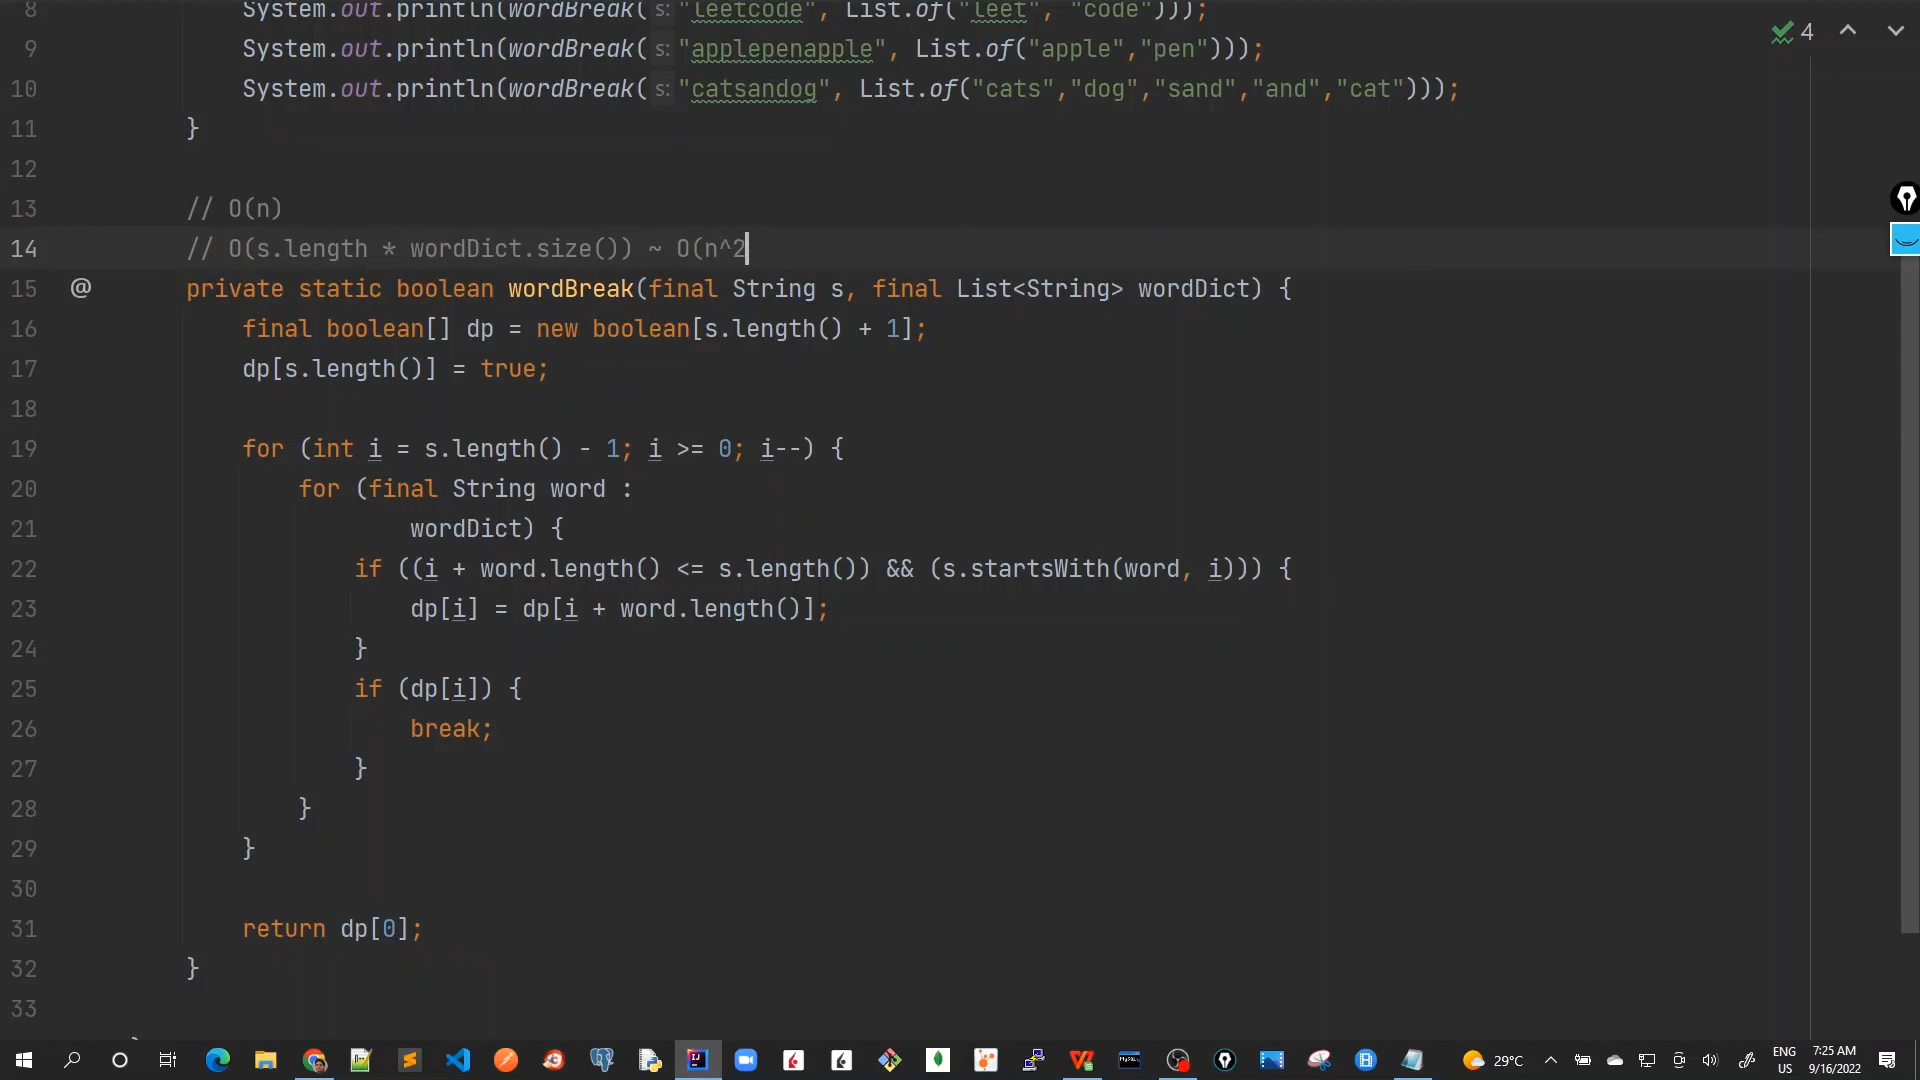 8 System.out.println(wordBreak( s: "leetcode", List.of("leet", "code")));
9 System.out.println(wordBreak( s: "applepenapple", List.of("apple","pen")));
10 System.out.println(wordBreak( s: "catsandog", List.of("cats","dog","sand","and","cat")));
11 }
12
13 // O(n)
14 // O(s.length * wordDict.size()) ~ O(n^2
15 @ private static boolean wordBreak(final String s, final List<String> wordDict) {
16 final boolean[] dp = new boolean[s.length() + 1];
17 dp[s.length()] = true;
18
19 for (int i = s.length() - 1; i >= 0; i--) {
20 for (final String word :
21 wordDict) {
22 if ((i + word.length() <= s.length()) && (s.startsWith(word, i))) {
23 dp[i] = dp[i + word.length()];
24 }
25 if (dp[i]) {
26 break;
27 }
28 }
29 }
30
31 return dp[0];
32 }
33
4
29°C
ENG
US
7:25 AM
9/16/2022